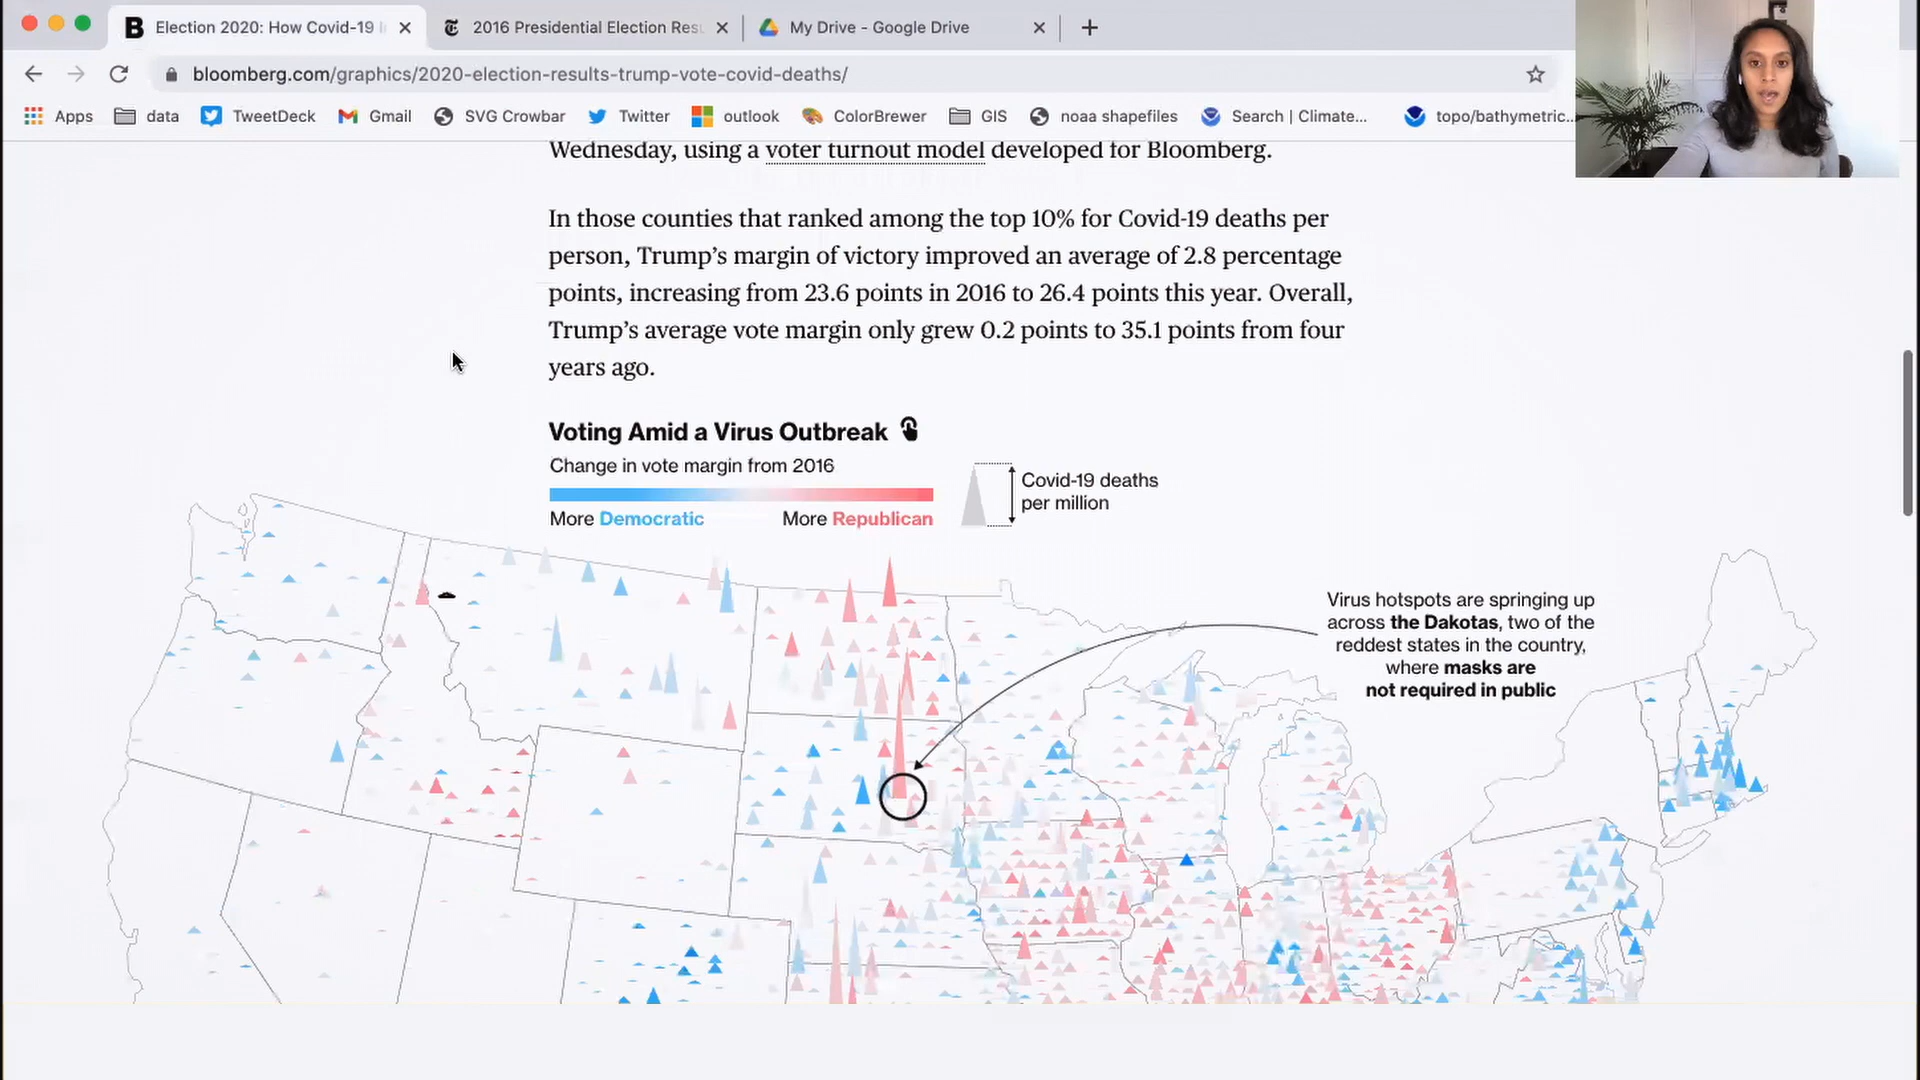 Election 2020: How Covid-19
2016 Presidential Election Res
My Drive - Google Drive
bloomberg.com/graphics/2020-election-results-trump-vote-covid-deaths/
Apps
data
TweetDeck
Gmail
SVG Crowbar
Twitter
outlook
ColorBrewer
GIS
noaa shapefiles
Search | Climate...
topo/bathymetric...
Wednesday, using a voter turnout model developed for Bloomberg.
In those counties that ranked among the top 10% for Covid-19 deaths per
person, Trump’s margin of victory improved an average of 2.8 percentage
points, increasing from 23.6 points in 2016 to 26.4 points this year. Overall,
Trump’s average vote margin only grew 0.2 points to 35.1 points from four
years ago.
Voting Amid a Virus Outbreak
Change in vote margin from 2016
More Democratic
More Republican
Covid-19 deaths
per million
Virus hotspots are springing up
across the Dakotas, two of the
reddest states in the country,
where masks are
not required in public